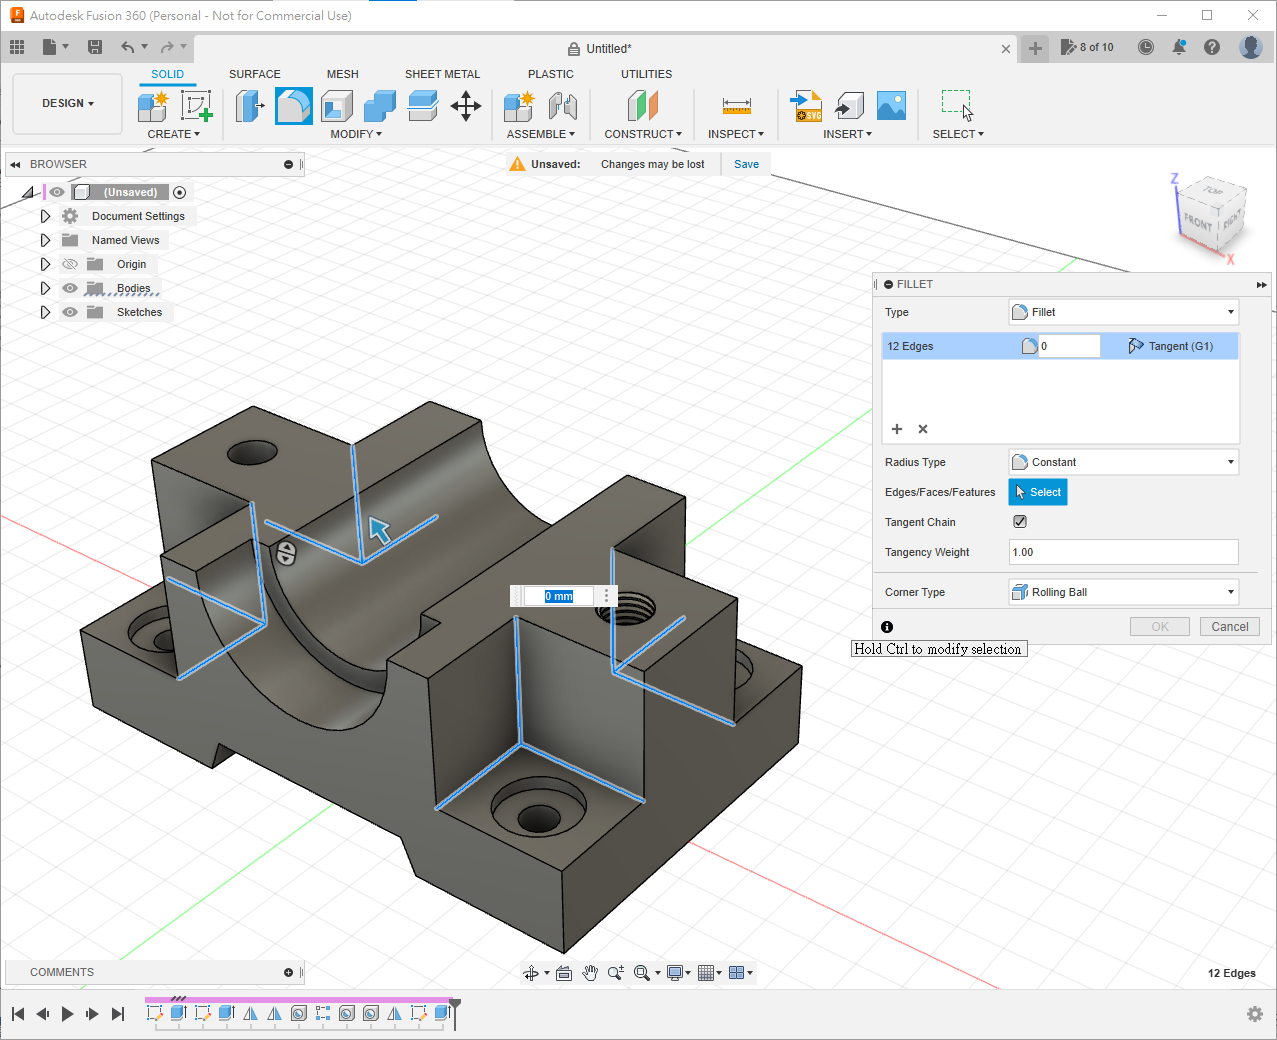 Autodesk Fusion 360 (Personal - Not for Commercial Use)
Untitled*
8 of 10
DESIGN
SOLID SURFACE MESH SHEET METAL PLASTIC UTILITIES
SVG
CREATE MODIFY ASSEMBLE CONSTRUCT INSPECT INSERT SELECT
BROWSER
Unsaved: Changes may be lost Save
(Unsaved)
Document Settings
Named Views
Origin
Bodies
Sketches
Z
TOP
FRONT
RIGHT
X
FILLET
Type Fillet
12 Edges 0 Tangent (G1)
Radius Type Constant
Edges/Faces/Features Select
Tangent Chain
Tangency Weight 1.00
Corner Type Rolling Ball
OK Cancel
Hold Ctrl to modify selection
0 mm
COMMENTS
12 Edges